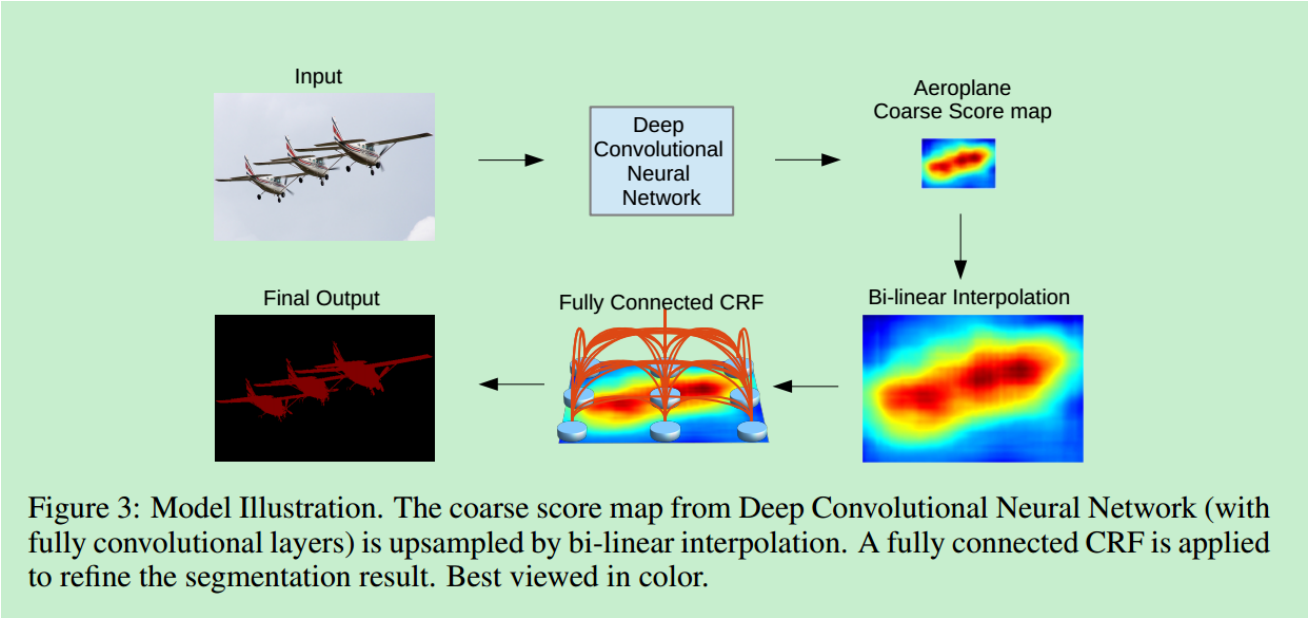 Input
Deep
Convolutional
Neural
Network
Aeroplane
Coarse Score map
Final Output
Fully Connected CRF
Bi-linear Interpolation
Figure 3: Model Illustration. The coarse score map from Deep Convolutional Neural Network (with
fully convolutional layers) is upsampled by bi-linear interpolation. A fully connected CRF is applied
to refine the segmentation result. Best viewed in color.